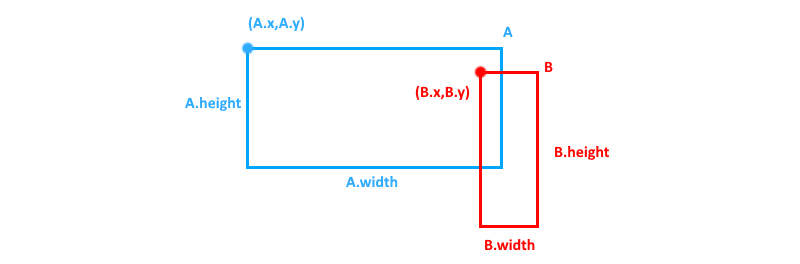 (A.x,A.y)
A
B
(B.x,B.y)
A.height
B.height
A.width
B.width